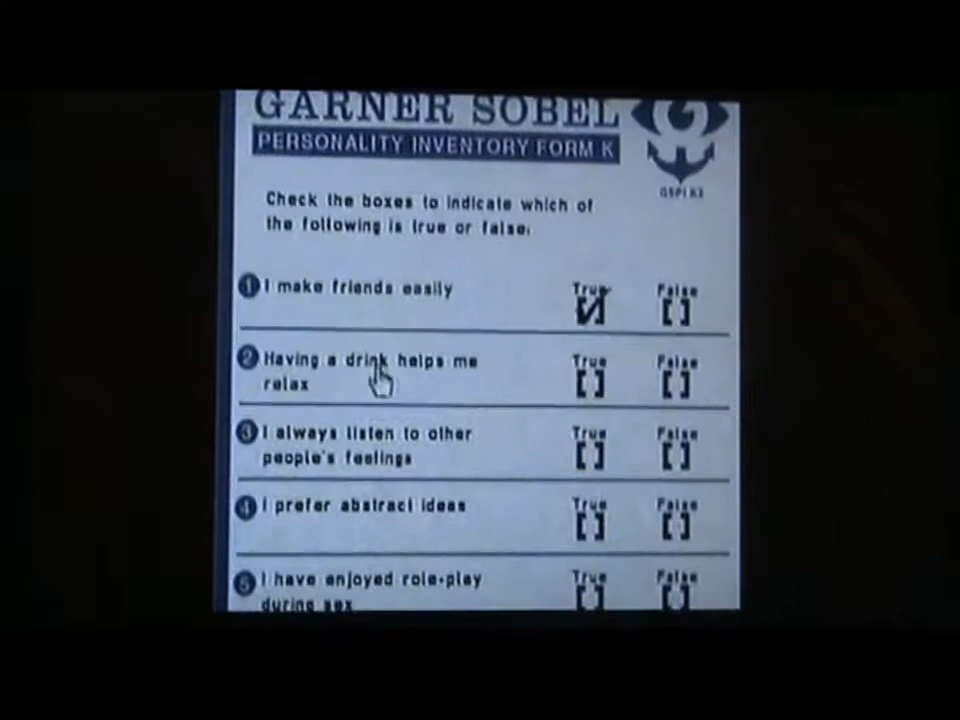 GARNER SOBEL
PERSONALITY INVENTORY FORM K
GSPI K3
Check the boxes to indicate which of
the following is true or false.
1 I make friends easily True False
2 Having a drink helps me
relax True False
3 I always listen to other
people's feelings True False
4 I prefer abstract ideas True False
5 I have enjoyed role-play
during sex True False